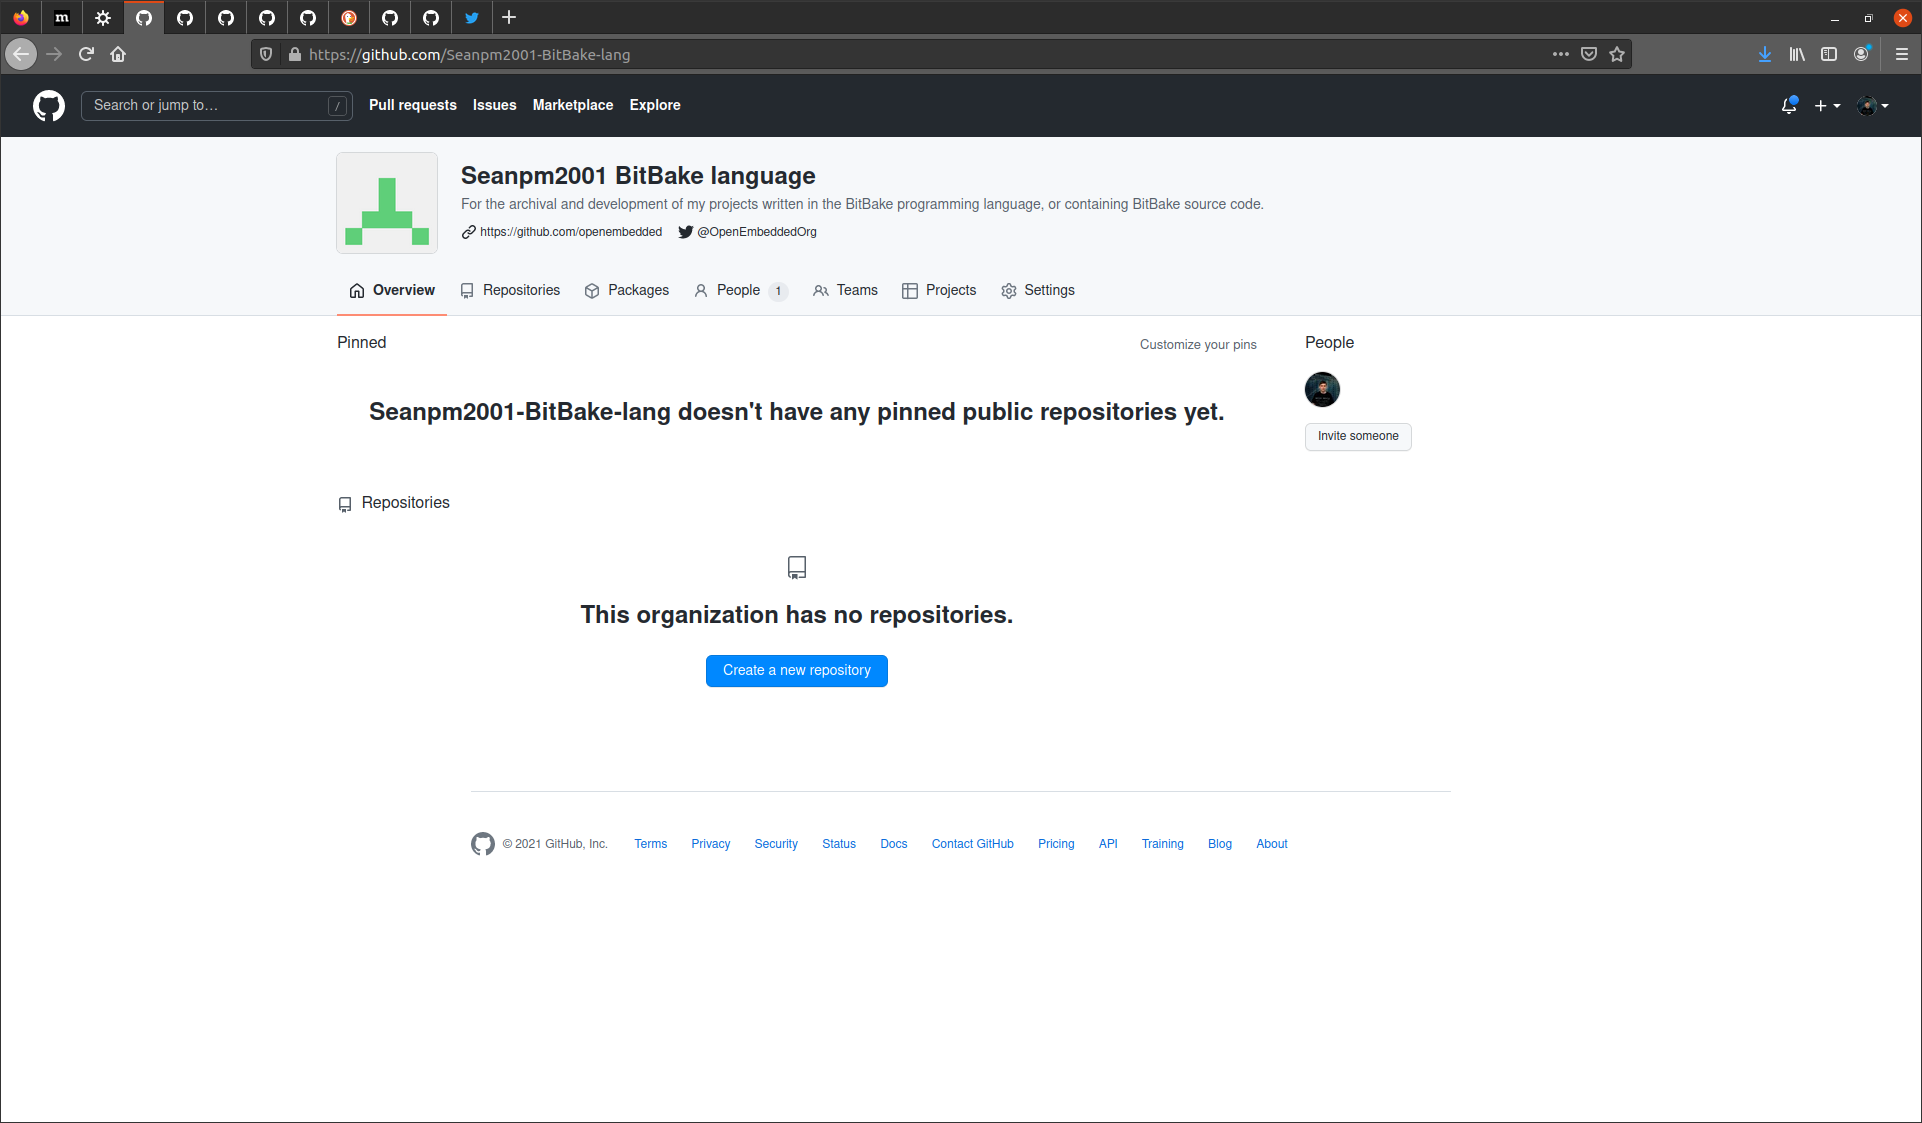 m
https://github.com/Seanpm2001-BitBake-lang
Search or jump to… /
Pull requests Issues Marketplace Explore
Seanpm2001 BitBake language
For the archival and development of my projects written in the BitBake programming language, or containing BitBake source code.
https://github.com/openembedded @OpenEmbeddedOrg
Overview Repositories Packages People 1 Teams Projects Settings
Pinned Customize your pins People
Seanpm2001-BitBake-lang doesn't have any pinned public repositories yet.
Invite someone
Repositories
This organization has no repositories.
Create a new repository
© 2021 GitHub, Inc. Terms Privacy Security Status Docs Contact GitHub Pricing API Training Blog About